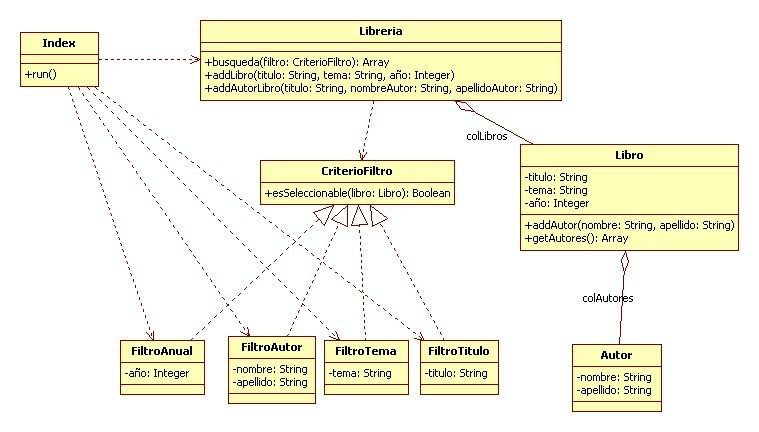 Index
+run()
Libreria
+busqueda(filtro: CriterioFiltro): Array
+addLibro(titulo: String, tema: String, año: Integer)
+addAutorLibro(titulo: String, nombreAutor: String, apellidoAutor: String)
colLibros
CriterioFiltro
+esSeleccionable(libro: Libro): Boolean
Libro
-titulo: String
-tema: String
-año: Integer
+addAutor(nombre: String, apellido: String)
+getAutores(): Array
colAutores
FiltroAnual
-año: Integer
FiltroAutor
-nombre: String
-apellido: String
FiltroTema
-tema: String
FiltroTitulo
-titulo: String
Autor
-nombre: String
-apellido: String